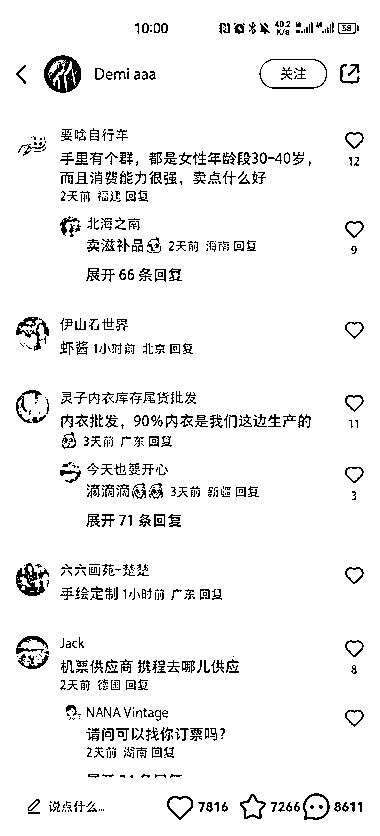 10:00
40.2 K/s 58
Demi aaa 关注
要啥自行车
手里有个群，都是女性年龄段30-40岁，
而且消费能力很强，卖点什么好
12
2天前 福建 回复
北海之南
卖滋补品 2天前 海南 回复
9
展开 66 条回复
伊山石世界
虾酱 1小时前 北京 回复
灵子内衣库存尾货批发
内衣批发，90%内衣是我们这边生产的
11
3天前 广东 回复
今天也要开心
滴滴滴 3天前 新疆 回复
3
展开 71 条回复
六六画苑-楚楚
手绘定制 1小时前 广东 回复
Jack
机票供应商 携程去哪儿供应
8
2天前 德国 回复
NANA Vintage
请问可以找你订票吗?
2天前 湖南 回复
说点什么... 7816 7266 8611